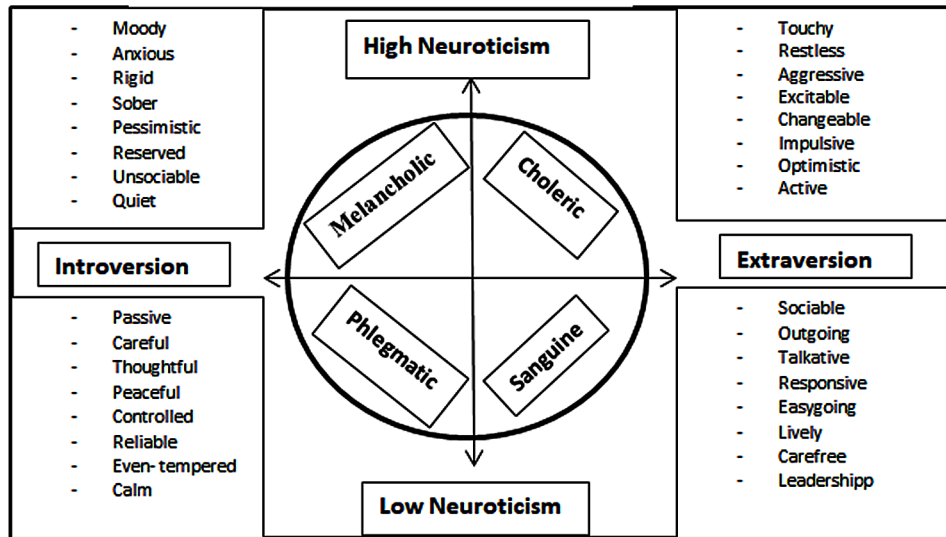 - Moody
- Anxious
- Rigid
- Sober
- Pessimistic
- Reserved
- Unsociable
- Quiet
High Neuroticism
- Touchy
- Restless
- Aggressive
- Excitable
- Changeable
- Impulsive
- Optimistic
- Active
Melancholic
Choleric
Introversion
Extraversion
Phlegmatic
Sanguine
- Passive
- Careful
- Thoughtful
- Peaceful
- Controlled
- Reliable
- Even- tempered
- Calm
Low Neuroticism
- Sociable
- Outgoing
- Talkative
- Responsive
- Easygoing
- Lively
- Carefree
- Leadershipp